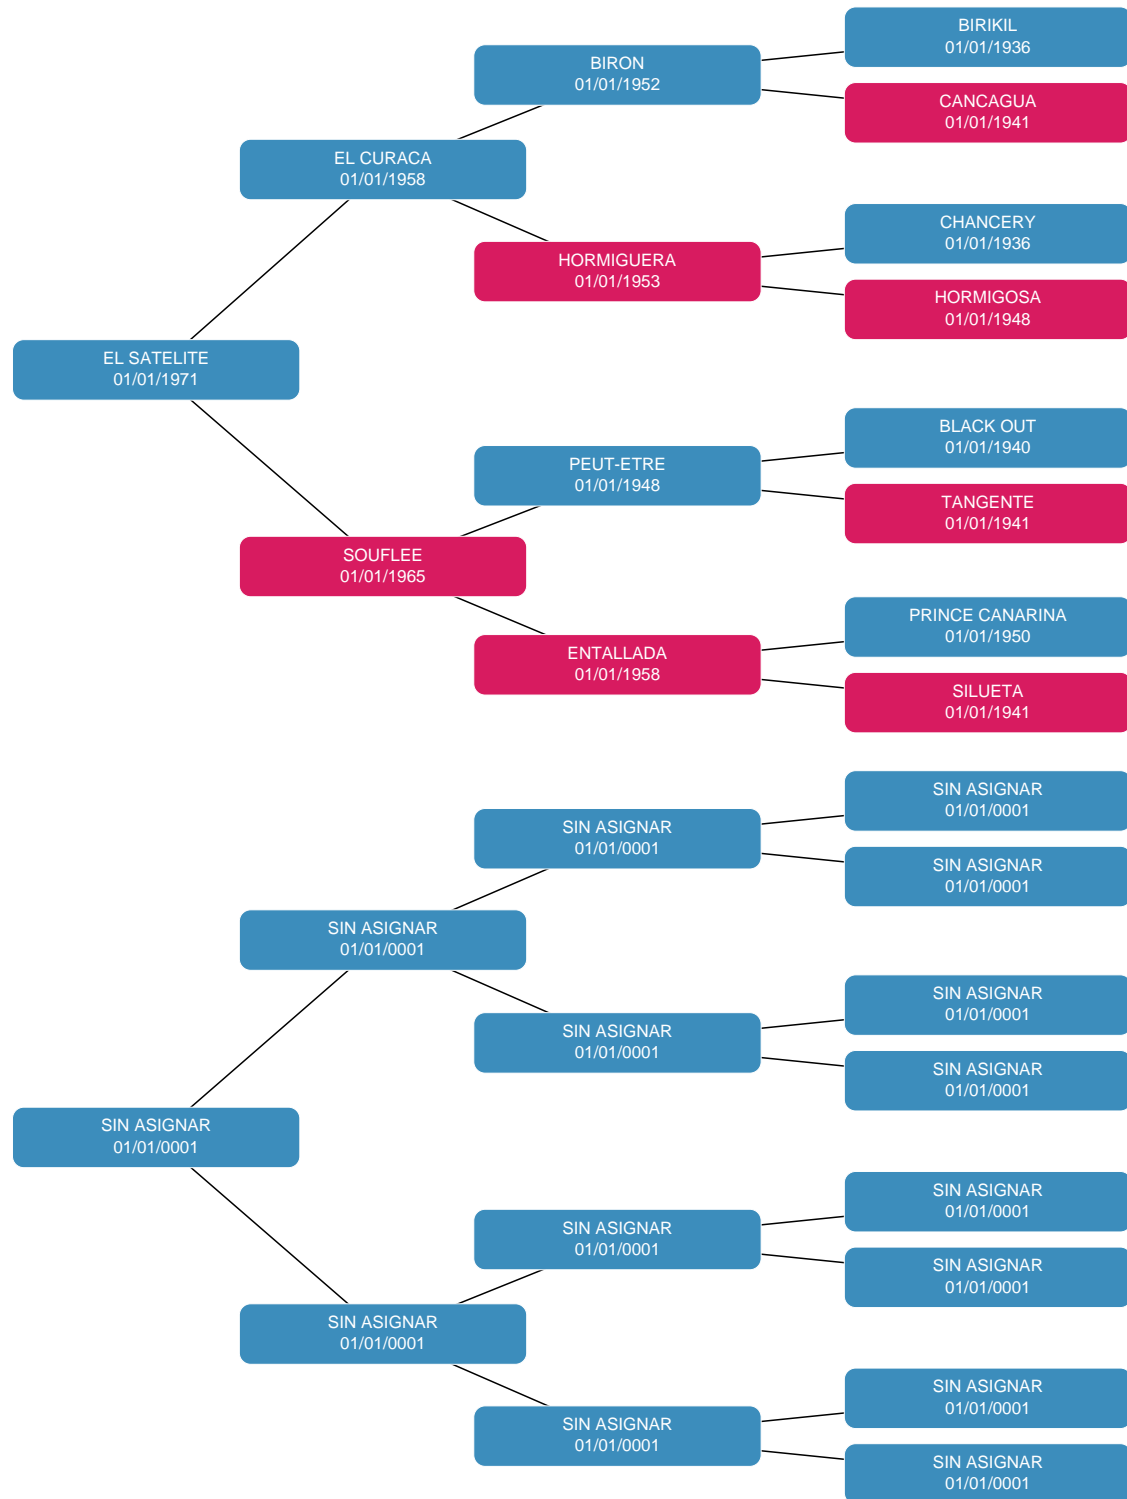 BIRIKIL
01/01/1936
BIRON
01/01/1952
CANCAGUA
01/01/1941
EL CURACA
01/01/1958
CHANCERY
01/01/1936
HORMIGUERA
01/01/1953
HORMIGOSA
01/01/1948
EL SATELITE
01/01/1971
BLACK OUT
01/01/1940
PEUT-ETRE
01/01/1948
TANGENTE
01/01/1941
SOUFLEE
01/01/1965
PRINCE CANARINA
01/01/1950
ENTALLADA
01/01/1958
SILUETA
01/01/1941
SIN ASIGNAR
01/01/0001
SIN ASIGNAR
01/01/0001
SIN ASIGNAR
01/01/0001
SIN ASIGNAR
01/01/0001
SIN ASIGNAR
01/01/0001
SIN ASIGNAR
01/01/0001
SIN ASIGNAR
01/01/0001
SIN ASIGNAR
01/01/0001
SIN ASIGNAR
01/01/0001
SIN ASIGNAR
01/01/0001
SIN ASIGNAR
01/01/0001
SIN ASIGNAR
01/01/0001
SIN ASIGNAR
01/01/0001
SIN ASIGNAR
01/01/0001
SIN ASIGNAR
01/01/0001